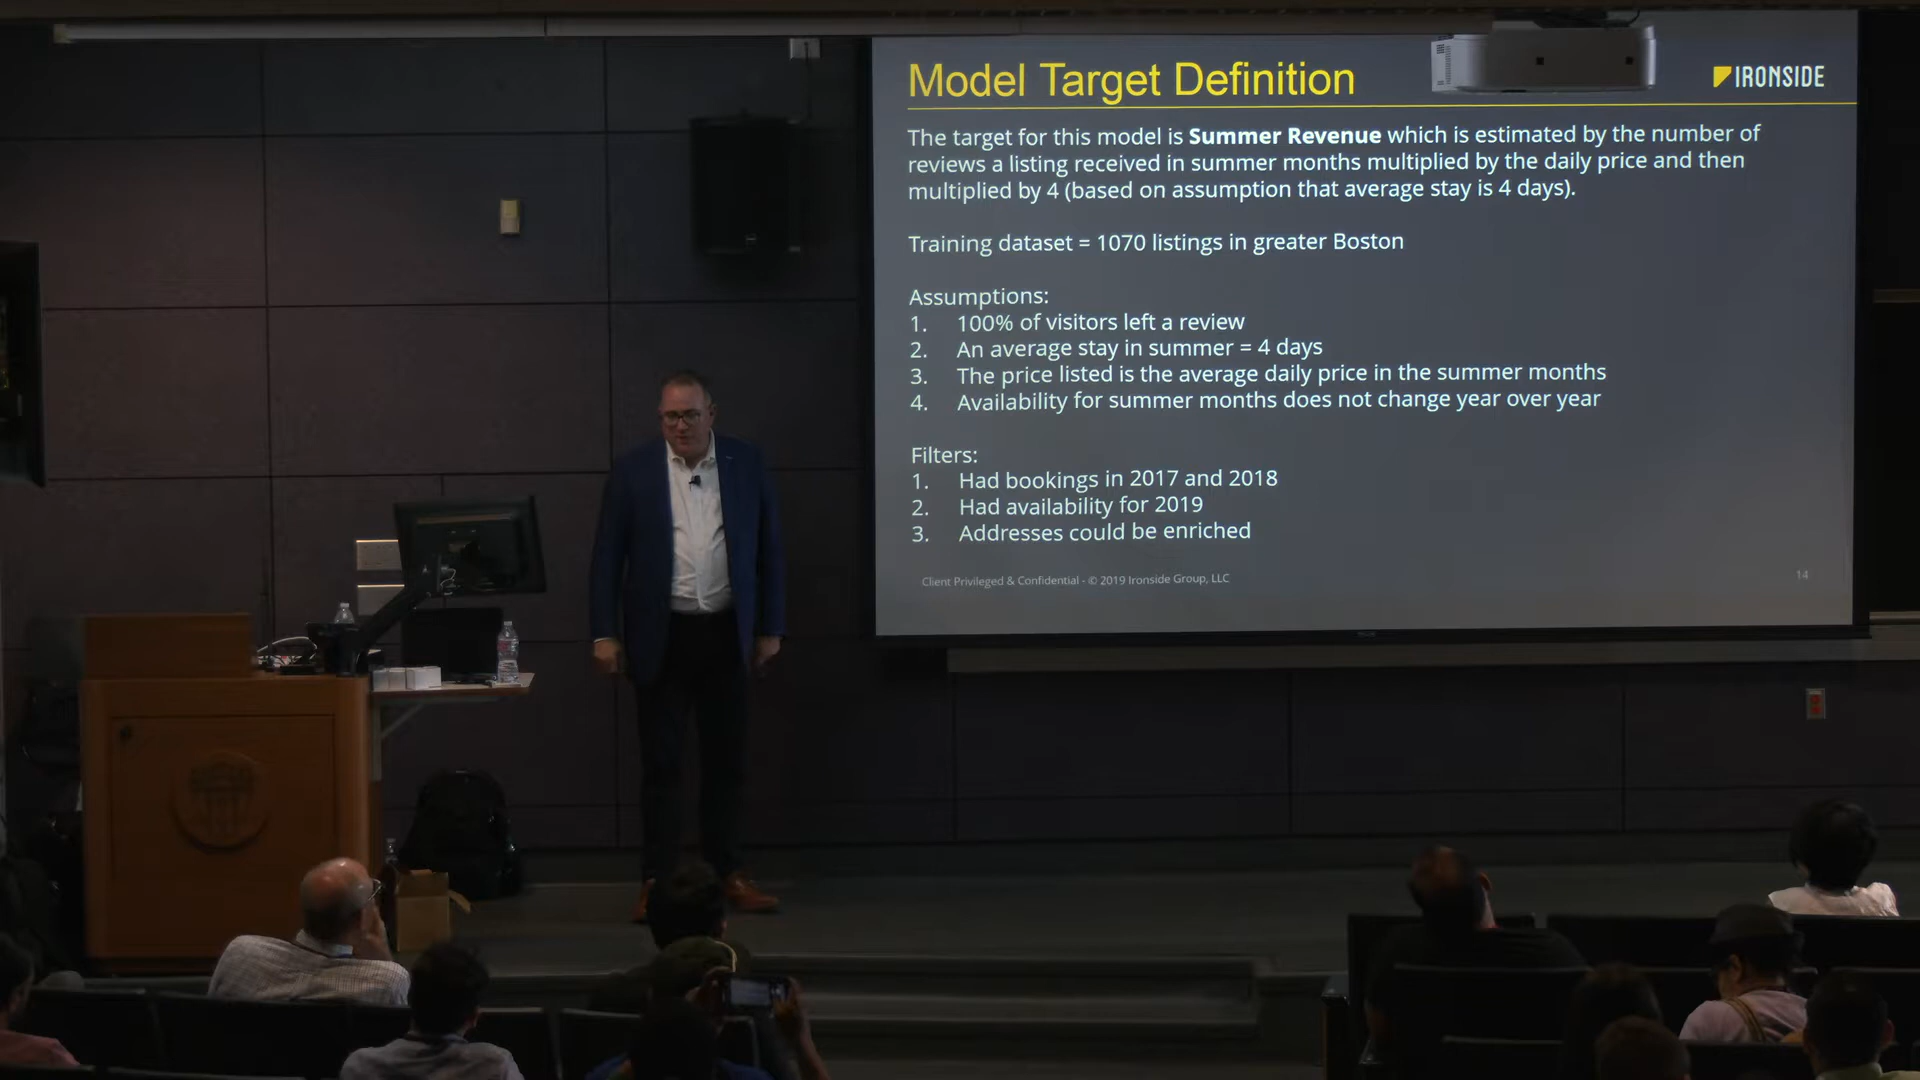 Model Target Definition
IRONSIDE
The target for this model is Summer Revenue which is estimated by the number of
reviews a listing received in summer months multiplied by the daily price and then
multiplied by 4 (based on assumption that average stay is 4 days).
Training dataset = 1070 listings in greater Boston
Assumptions:
1. 100% of visitors left a review
2. An average stay in summer = 4 days
3. The price listed is the average daily price in the summer months
4. Availability for summer months does not change year over year
Filters:
1. Had bookings in 2017 and 2018
2. Had availability for 2019
3. Addresses could be enriched
Client Privileged & Confidential - © 2019 Ironside Group, LLC
14